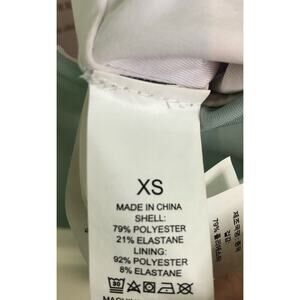 XS
MADE IN CHINA
SHELL:
79% POLYESTER
21% ELASTANE
LINING:
92% POLYESTER
8% ELASTANE